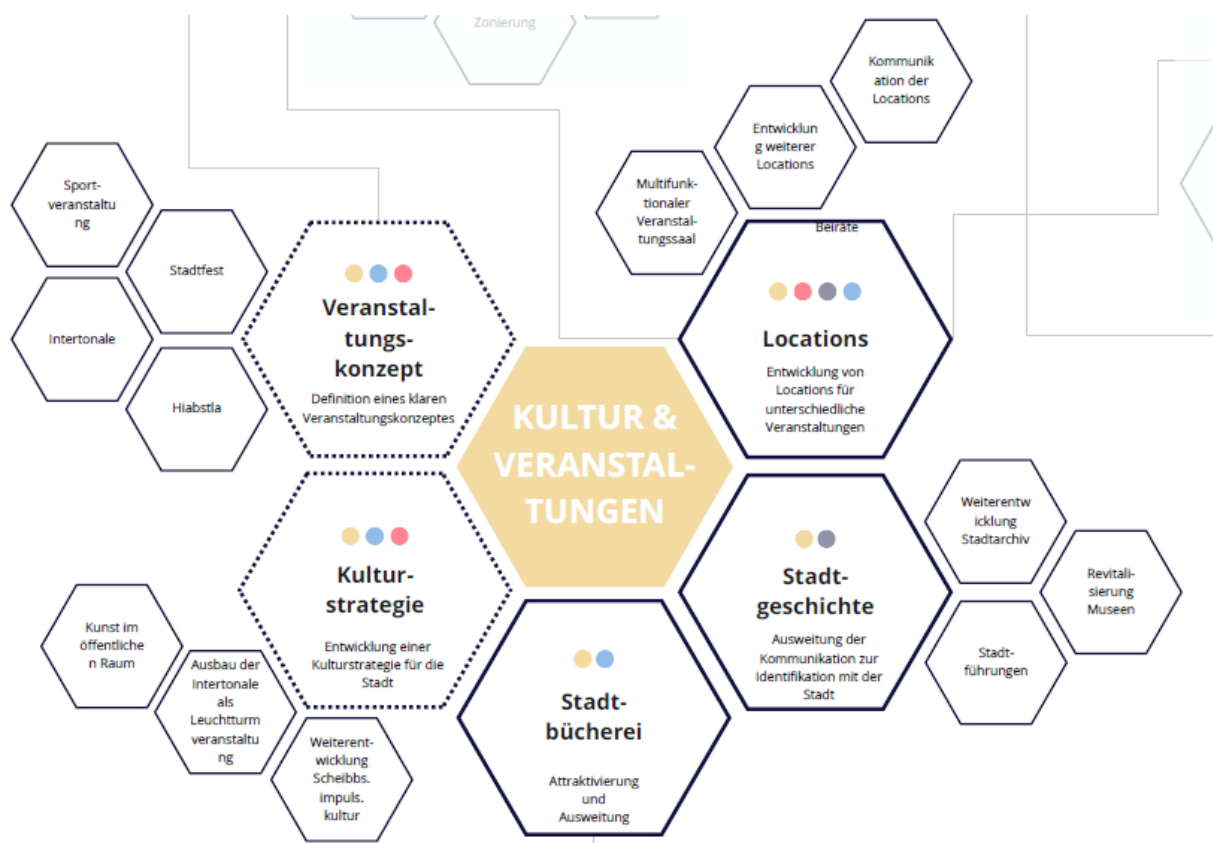 Zonierung
Kommunik
ation der
Locations
Entwicklun
g weiterer
Locations
Multifunk-
tionaler
Veranstal-
tungssaal
Sport-
veranstaltu
ng
Stadtfest
Intertonale
Hiabstla
Veranstal-
tungs-
konzept
Definition eines klaren
Veranstaltungskonzeptes
Beiräte
Locations
Entwicklung von
Locations für
unterschiedliche
Veranstaltungen
KULTUR &
VERANSTAL-
TUNGEN
Kultur-
strategie
Entwicklung einer
Kulturstrategie für die
Stadt
Stadt-
geschichte
Ausweitung der
Kommunikation zur
Identifikation mit der
Stadt
Weiterentw
icklung
Stadtarchiv
Revitali-
sierung
Museen
Stadt-
führungen
Kunst im
öffentliche
n Raum
Ausbau der
Intertonale
als
Leuchtturm
veranstaltu
ng
Weiterent-
wicklung
Scheibbs.
impuls.
kultur
Stadt-
bücherei
Attraktivierung
und
Ausweitung